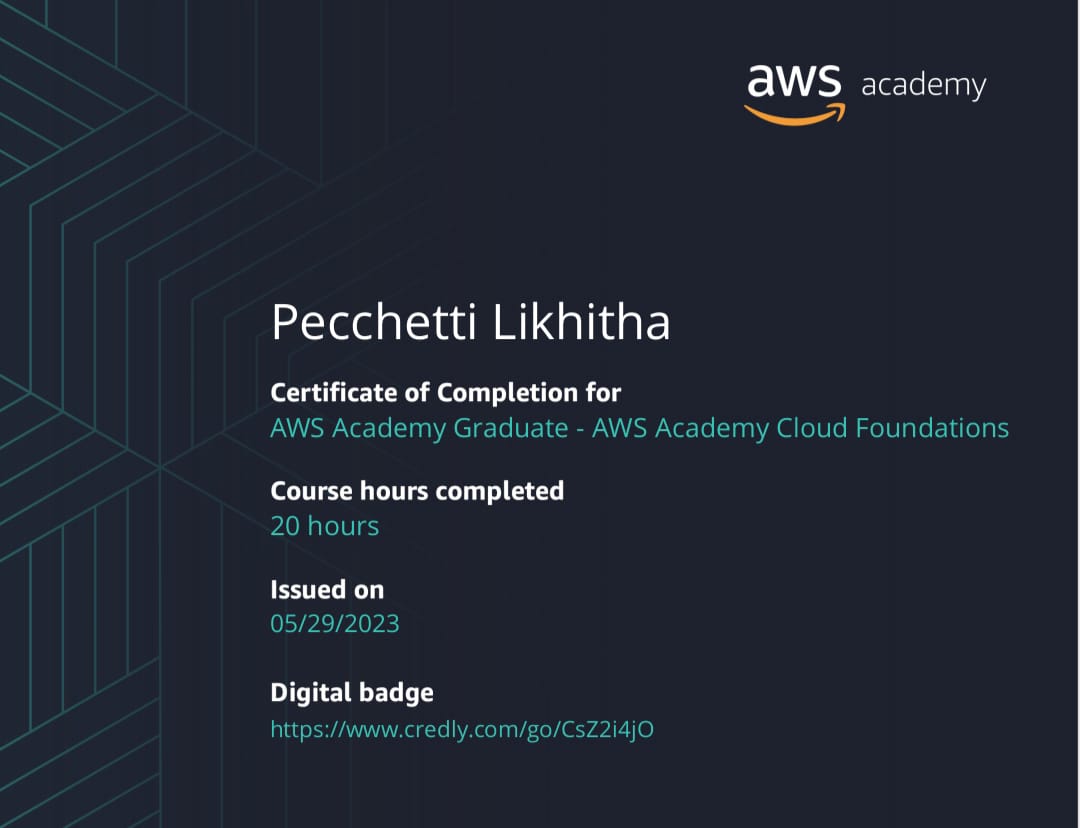 aws academy
Pecchetti Likhitha
Certificate of Completion for
AWS Academy Graduate - AWS Academy Cloud Foundations
Course hours completed
20 hours
Issued on
05/29/2023
Digital badge
https://www.credly.com/go/CsZ2i4jO